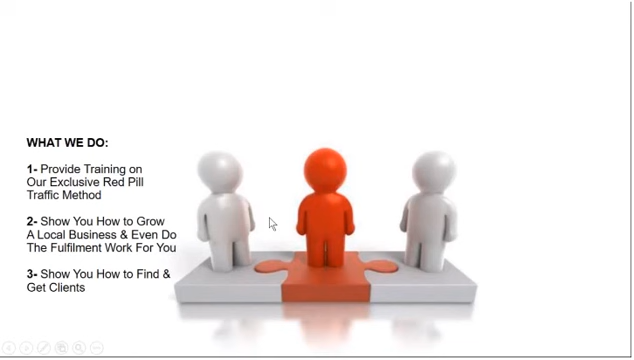 WHAT WE DO:
1- Provide Training on
Our Exclusive Red Pill
Traffic Method
2- Show You How to Grow
A Local Business & Even Do
The Fulfilment Work For You
3- Show You How to Find &
Get Clients